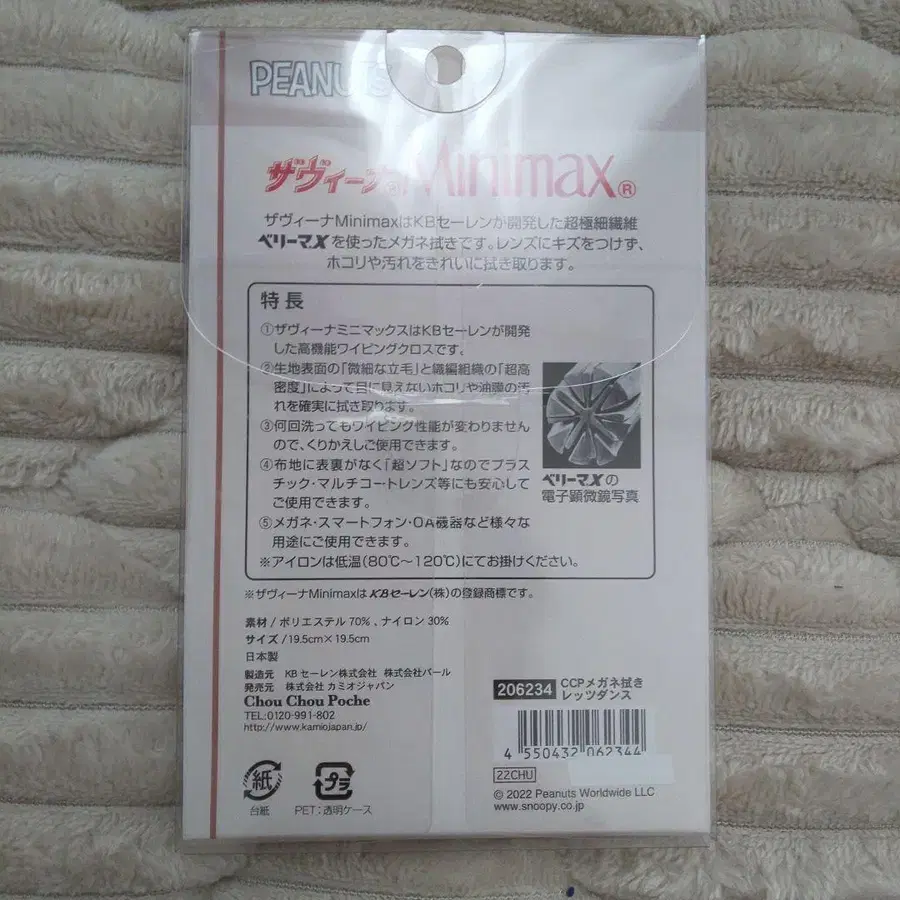 PEANUTS
ザヴィーナ Minimax®
ザヴィーナMinimaxはKBセーレンが開発した超極細繊維
ベリーマXを使ったメガネ拭きです。レンズにキズをつけず、
ホコリや汚れをきれいに拭き取ります。
特長
①ザヴィーナミニマックスはKBセーレンが開発
した高機能ワイピングクロスです。
②生地表面の「微細な立毛」と織編組織の「超高
密度」によって目に見えないホコリや油膜の汚
れを確実に拭き取ります。
③何回洗ってもワイピング性能が変わりません
ので、くりかえしご使用できます。
④布地に表裏がなく「超ソフト」なのでプラス
チック・マルチコートレンズ等にも安心して
ご使用できます。
⑤メガネ・スマートフォン・OA機器など様々な
用途にご使用できます。
※アイロンは低温(80℃~120℃)にてお掛けください。
ベリーマXの
電子顕微鏡写真
※ザヴィーナMinimaxはKBセーレン(株)の登録商標です。
素材/ポリエステル 70%、ナイロン 30%
サイズ/19.5cm×19.5cm
日本製
製造元 KBセーレン株式会社 株式会社パール
発売元 株式会社 カミオジャパン
Chou Chou Poche
TEL:0120-991-802
http://www.kamiojapan.jp/
紙
台紙
プラ
PET:透明ケース
206234 CCPメガネ拭き
レッツダンス
4 550432 062344
22CHU
© 2022 Peanuts Worldwide LLC
www.snoopy.co.jp